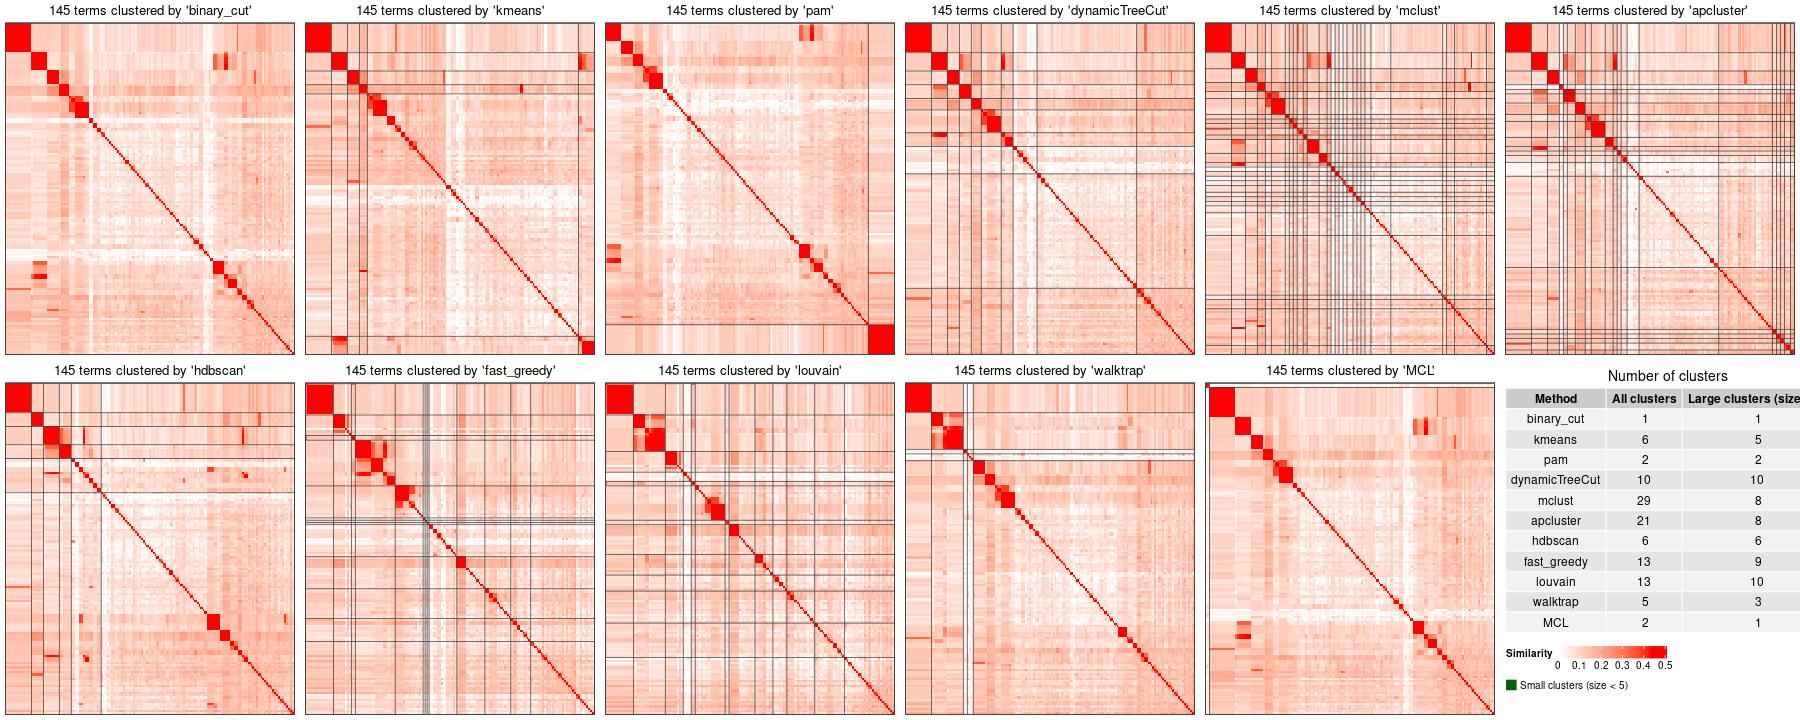 145 terms clustered by 'binary_cut'
145 terms clustered by 'kmeans'
145 terms clustered by 'pam'
145 terms clustered by 'dynamicTreeCut'
145 terms clustered by 'mclust'
145 terms clustered by 'apcluster'
145 terms clustered by 'hdbscan'
145 terms clustered by 'fast_greedy'
145 terms clustered by 'louvain'
145 terms clustered by 'walktrap'
145 terms clustered by 'MCL'
Number of clusters
Method All clusters Large clusters (size
binary_cut 1 1
kmeans 6 5
pam 2 2
dynamicTreeCut 10 10
mclust 29 8
apcluster 21 8
hdbscan 6 6
fast_greedy 13 9
louvain 13 10
walktrap 5 3
MCL 2 1
Similarity
0 0.1 0.2 0.3 0.4 0.5
Small clusters (size < 5)